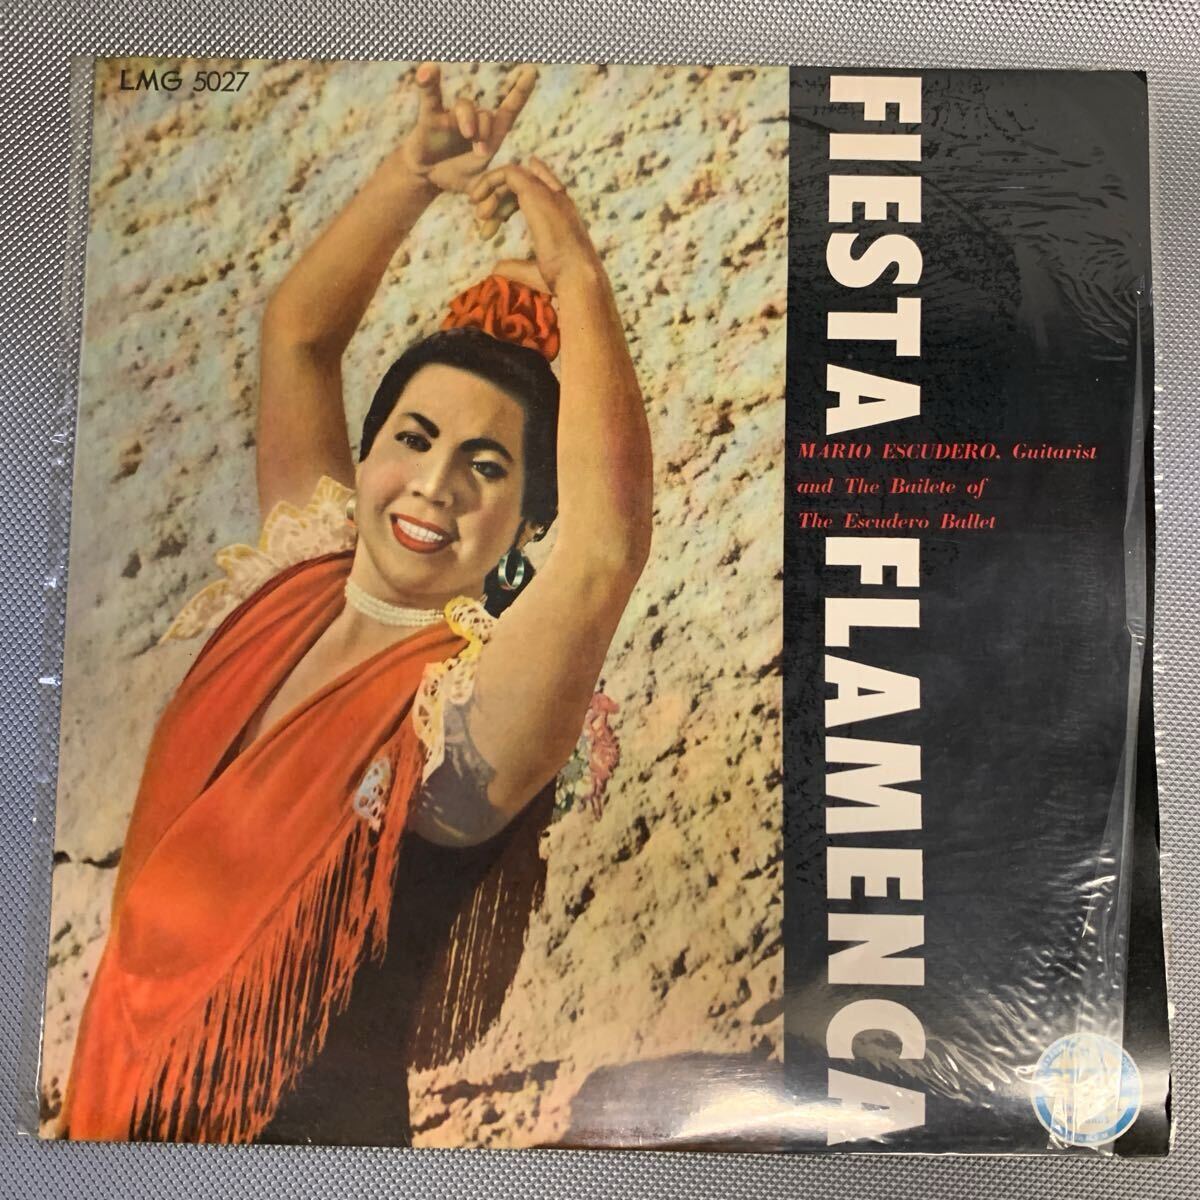 LMG 5027
FIESTA FLAMENCA
MARIO ESCUDERO, Guitarist
and The Bailete of
The Escudero Ballet